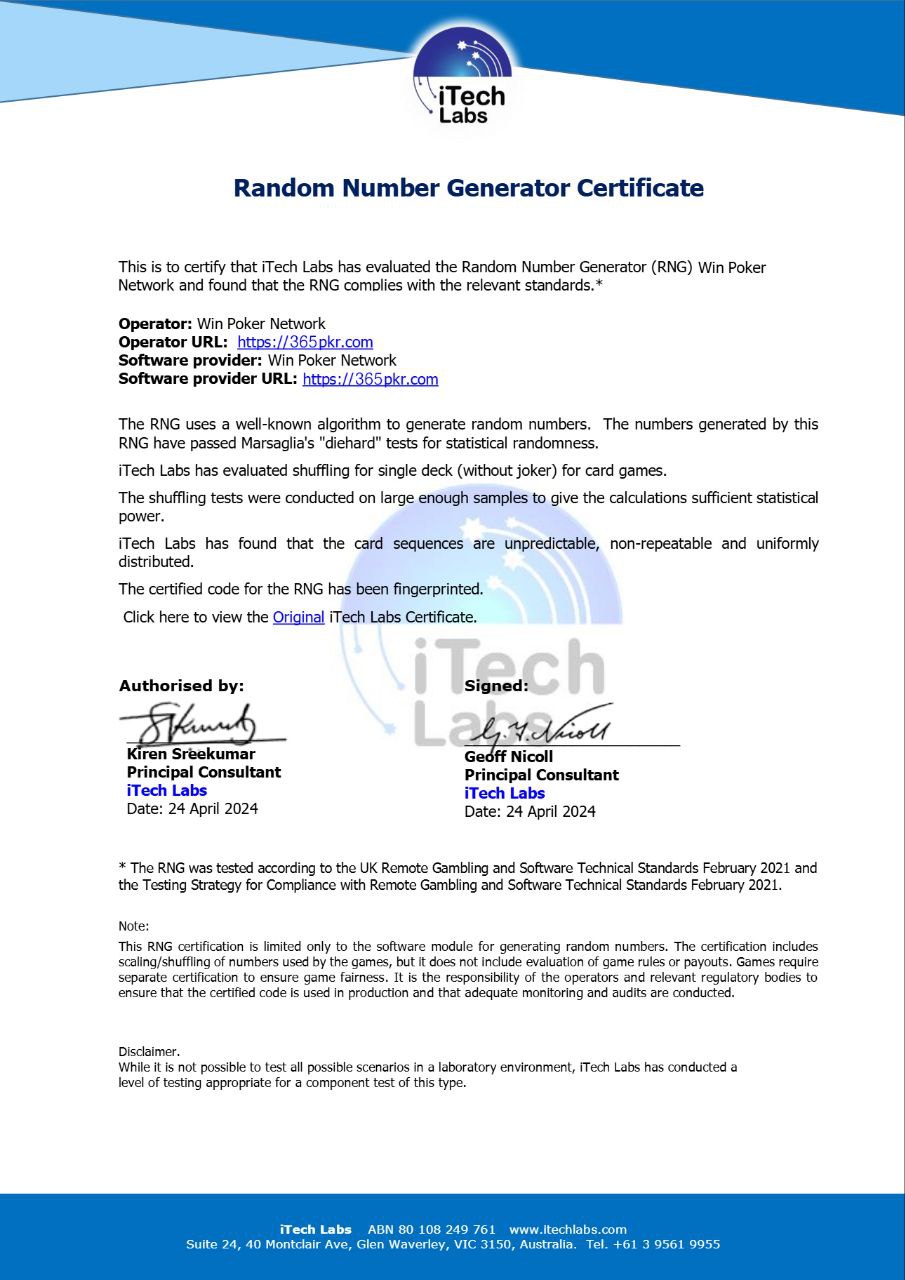 iTech
Labs
Random Number Generator Certificate
This is to certify that iTech Labs has evaluated the Random Number Generator (RNG) Win Poker
Network and found that the RNG complies with the relevant standards.*
Operator: Win Poker Network
Operator URL: https://365pkr.com
Software provider: Win Poker Network
Software provider URL: https://365pkr.com
The RNG uses a well-known algorithm to generate random numbers. The numbers generated by this
RNG have passed Marsaglia's "diehard" tests for statistical randomness.
iTech Labs has evaluated shuffling for single deck (without joker) for card games.
The shuffling tests were conducted on large enough samples to give the calculations sufficient statistical
power.
iTech Labs has found that the card sequences are unpredictable, non-repeatable and uniformly
distributed.
The certified code for the RNG has been fingerprinted.
Click here to view the Original iTech Labs Certificate.
iTech
Labs
Authorised by:
Kiren Sreekumar
Principal Consultant
iTech Labs
Date: 24 April 2024
Signed:
G. F. Nicoll
Geoff Nicoll
Principal Consultant
iTech Labs
Date: 24 April 2024
* The RNG was tested according to the UK Remote Gambling and Software Technical Standards February 2021 and
the Testing Strategy for Compliance with Remote Gambling and Software Technical Standards February 2021.
Note:
This RNG certification is limited only to the software module for generating random numbers. The certification includes
scaling/shuffling of numbers used by the games, but it does not include evaluation of game rules or payouts. Games require
separate certification to ensure game fairness. It is the responsibility of the operators and relevant regulatory bodies to
ensure that the certified code is used in production and that adequate monitoring and audits are conducted.
Disclaimer.
While it is not possible to test all possible scenarios in a laboratory environment, iTech Labs has conducted a
level of testing appropriate for a component test of this type.
iTech Labs ABN 80 108 249 761 www.itechlabs.com
Suite 24, 40 Montclair Ave, Glen Waverley, VIC 3150, Australia. Tel. +61 3 9561 9955